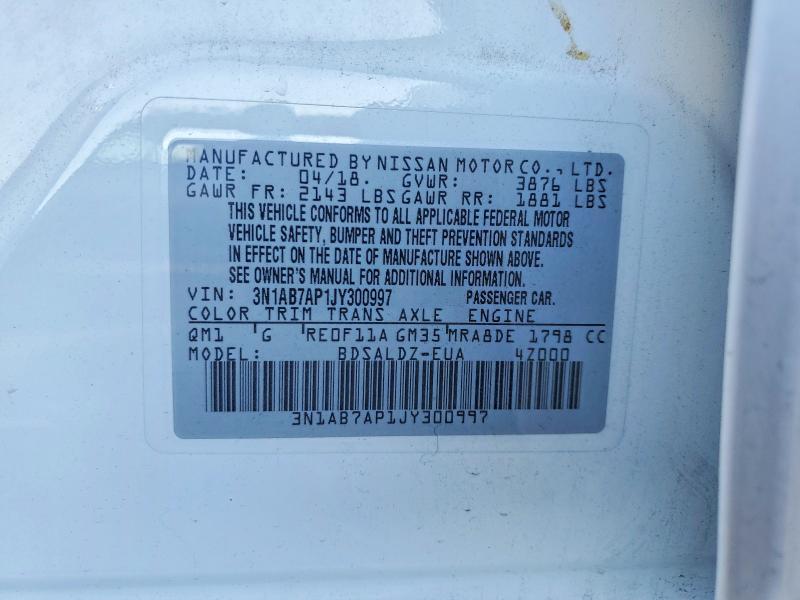 MANUFACTURED BY NISSAN MOTOR CO., LTD.
DATE: 04/18. GVWR: 3876 LBS
GAWR FR: 2143 LBS GAWR RR: 1881 LBS
THIS VEHICLE CONFORMS TO ALL APPLICABLE FEDERAL MOTOR
VEHICLE SAFETY, BUMPER AND THEFT PREVENTION STANDARDS
IN EFFECT ON THE DATE OF MANUFACTURE SHOWN ABOVE.
SEE OWNER'S MANUAL FOR ADDITIONAL INFORMATION.
VIN: 3N1AB7AP1JY300997 PASSENGER CAR.
COLOR TRIM TRANS AXLE ENGINE
QM1 G RE0F11A GM35 MRA8DE 1798 CC
MODEL: BDSALDZ-EUA 4Z000
3N1AB7AP1JY300997